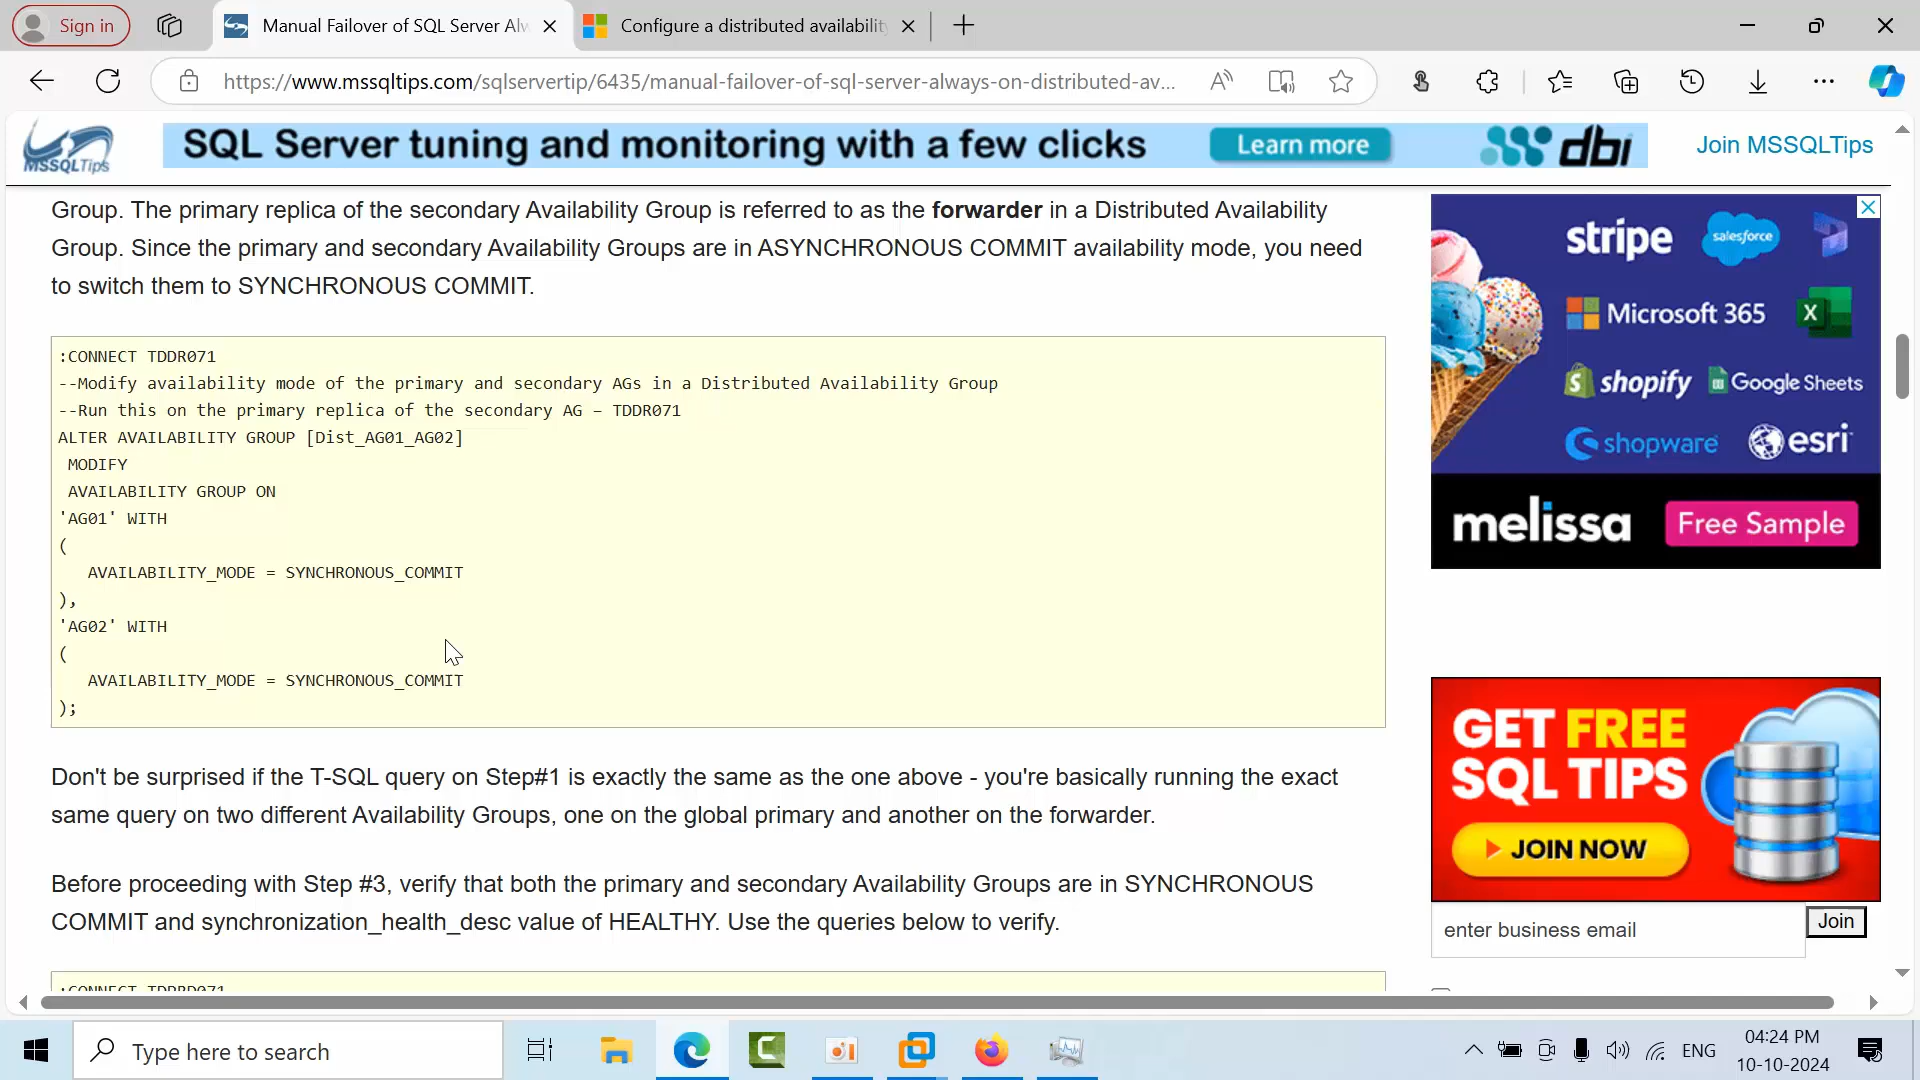 Sign in
Manual Failover of SQL Server Alw
Configure a distributed availabilit
https://www.mssqltips.com/sqlservertip/6435/manual-failover-of-sql-server-always-on-distributed-av...
MSSQLTips
SQL Server tuning and monitoring with a few clicks
Learn more
dbi
Join MSSQLTips
Group. The primary replica of the secondary Availability Group is referred to as the forwarder in a Distributed Availability
Group. Since the primary and secondary Availability Groups are in ASYNCHRONOUS COMMIT availability mode, you need
to switch them to SYNCHRONOUS COMMIT.
:CONNECT TDDR071
--Modify availability mode of the primary and secondary AGs in a Distributed Availability Group
--Run this on the primary replica of the secondary AG – TDDR071
ALTER AVAILABILITY GROUP [Dist_AG01_AG02]
MODIFY
AVAILABILITY GROUP ON
'AG01' WITH
(
AVAILABILITY_MODE = SYNCHRONOUS_COMMIT
),
'AG02' WITH
(
AVAILABILITY_MODE = SYNCHRONOUS_COMMIT
);
Don't be surprised if the T-SQL query on Step#1 is exactly the same as the one above - you're basically running the exact
same query on two different Availability Groups, one on the global primary and another on the forwarder.
Before proceeding with Step #3, verify that both the primary and secondary Availability Groups are in SYNCHRONOUS
COMMIT and synchronization_health_desc value of HEALTHY. Use the queries below to verify.
:CONNECT TDPRD071
stripe
salesforce
Microsoft 365
X
shopify
Google Sheets
shopware
esri
melissa
Free Sample
GET FREE
SQL TIPS
JOIN NOW
enter business email
Join
Type here to search
ENG
04:24 PM
10-10-2024